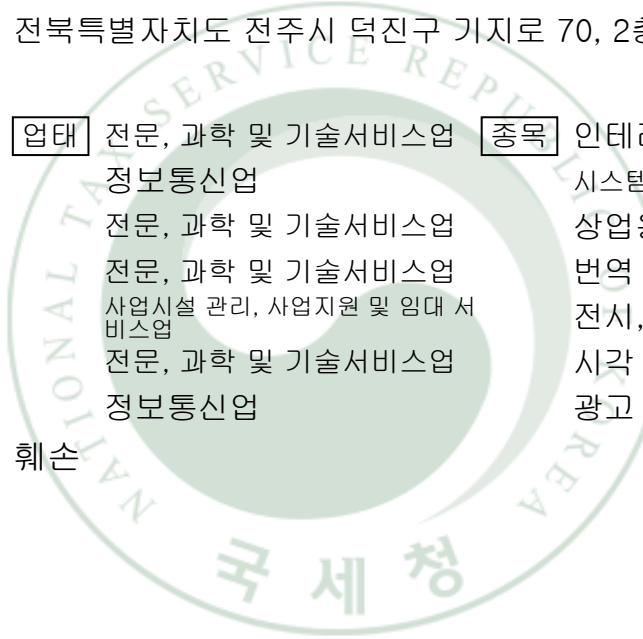 전북특별자치도 전주시 덕진구 기지로 70, 2층
업태 전문, 과학 및 기술서비스업 종목 인테리
정보통신업 시스템
전문, 과학 및 기술서비스업 상업용
전문, 과학 및 기술서비스업 번역
사업시설 관리, 사업지원 및 임대 서
비스업 전시,
전문, 과학 및 기술서비스업 시각
정보통신업 광고
훼손
NATIONAL TAX SERVICE REPUBLIC OF KOREA
국세청